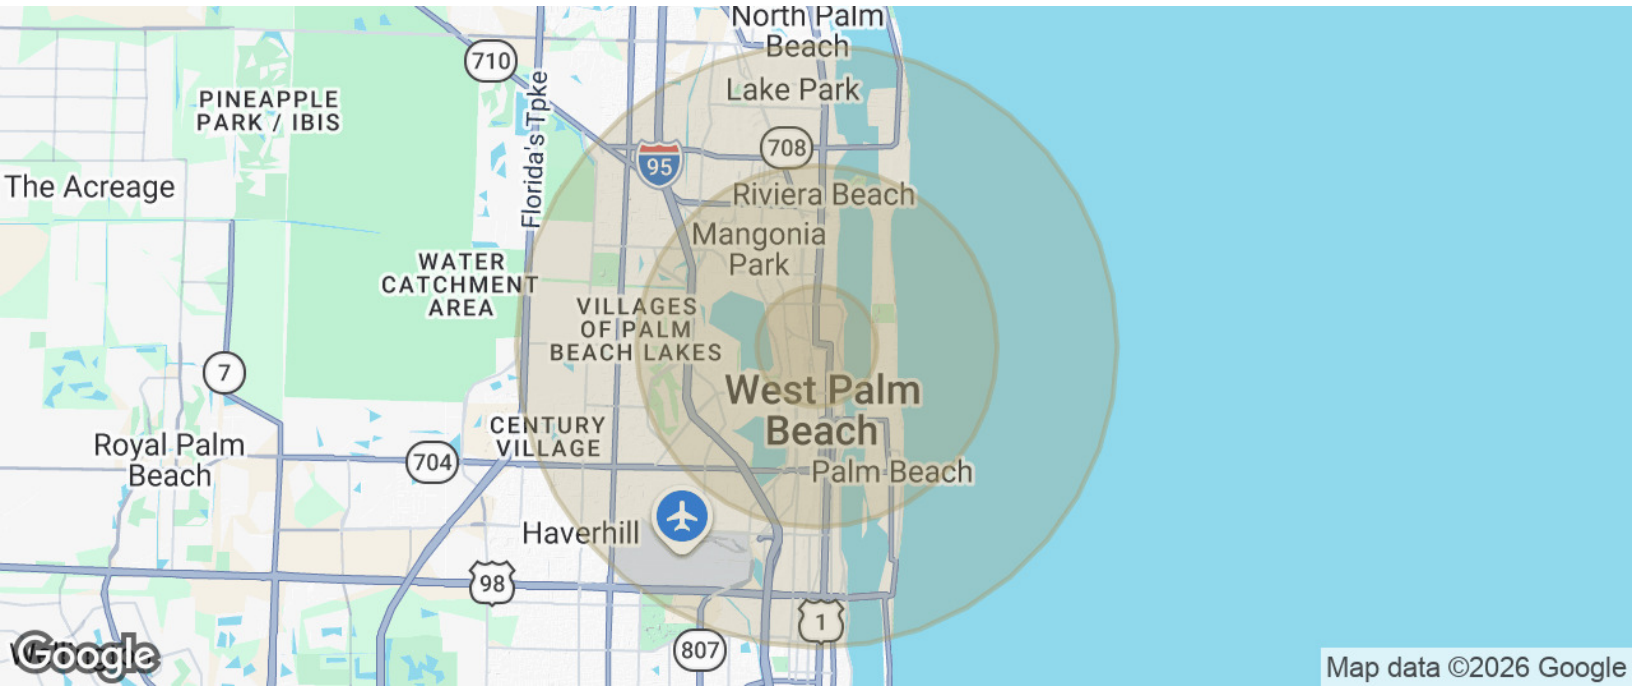 North Palm
Beach
710
Lake Park
PINEAPPLE
PARK / IBIS
Florida's Tpke
708
95
The Acreage
Riviera Beach
Mangonia
Park
WATER
CATCHMENT
AREA
VILLAGES
OF PALM
BEACH LAKES
7
West Palm
Beach
CENTURY
VILLAGE
Royal Palm
Beach
704
Palm Beach
Haverhill
98
1
807
Google
Map data ©2026 Google